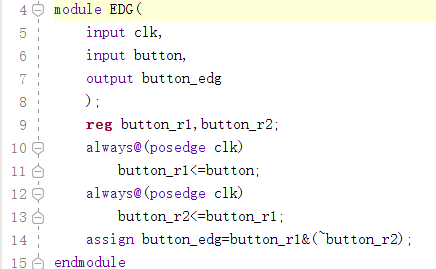 4 module EDG(
5 input clk,
6 input button,
7 output button_edg
8 );
9 reg button_r1,button_r2;
10 always@(posedge clk)
11 button_r1<=button;
12 always@(posedge clk)
13 button_r2<=button_r1;
14 assign button_edg=button_r1&(~button_r2);
15 endmodule